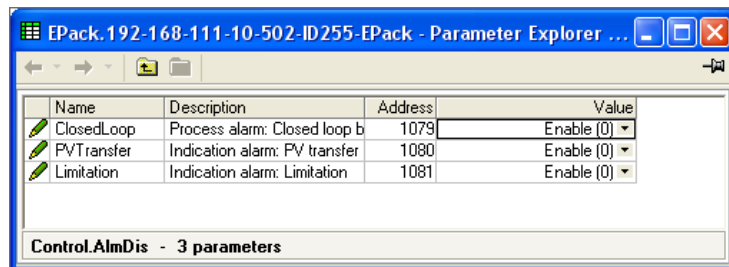 EPack.192-168-111-10-502-ID255-EPack - Parameter Explorer ...
Name Description Address Value
ClosedLoop Process alarm: Closed loop b 1079 Enable (0)
PVTransfer Indication alarm: PV transfer 1080 Enable (0)
Limitation Indication alarm: Limitation 1081 Enable (0)
Control.AlmDis - 3 parameters